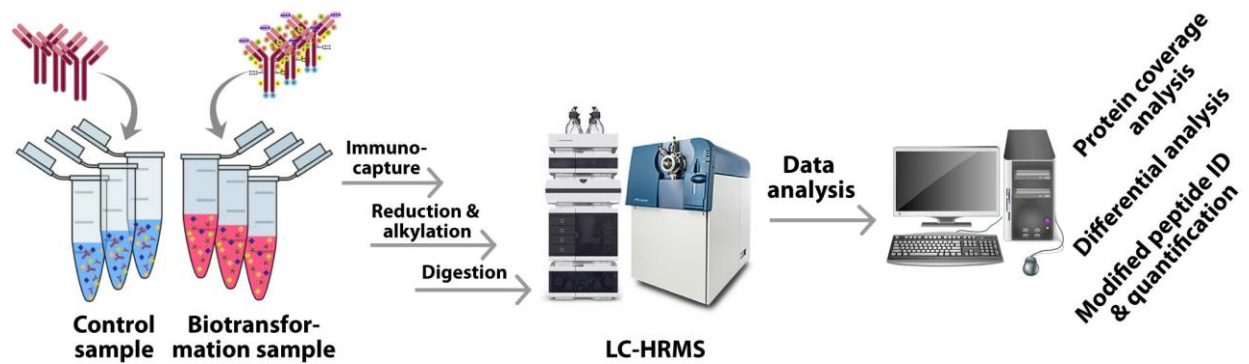 Immuno-
capture
Reduction &
alkylation
Digestion
Control
sample
Biotransfor-
mation sample
LC-HRMS
Data
analysis
Protein coverage
analysis
Differential analysis
Modified peptide ID
& quantification